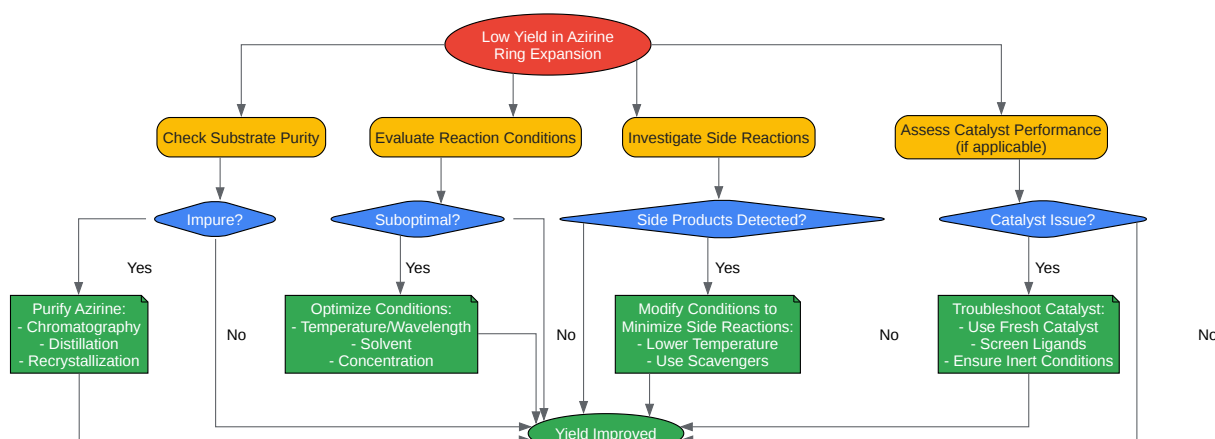 Low Yield in Azirine
Ring Expansion
Check Substrate Purity
Evaluate Reaction Conditions
Investigate Side Reactions
Assess Catalyst Performance
(if applicable)
Impure?
Suboptimal?
Side Products Detected?
Catalyst Issue?
Yes
Yes
Yes
Yes
Purify Azirine:
- Chromatography
- Distillation
- Recrystallization
No
Optimize Conditions:
- Temperature/Wavelength
- Solvent
- Concentration
No
Modify Conditions to
Minimize Side Reactions:
- Lower Temperature
- Use Scavengers
No
Troubleshoot Catalyst:
- Use Fresh Catalyst
- Screen Ligands
- Ensure Inert Conditions
No
Yield Improved